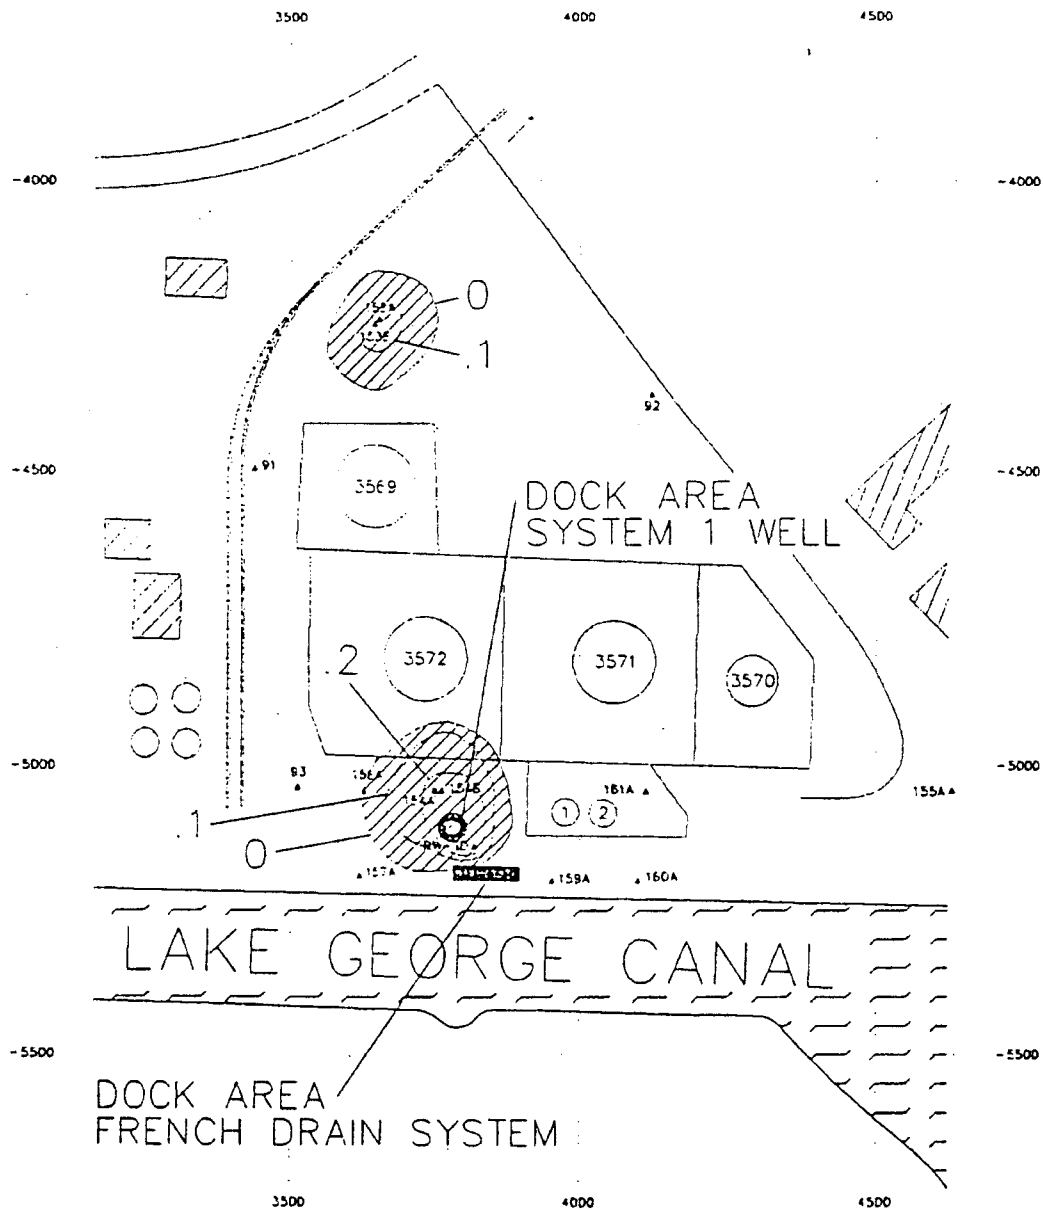 3500 4000 4500
-4000 -4000
0
.1
92
91
-4500 -4500
3569
DOCK AREA
SYSTEM 1 WELL
3572 3571 3570
.2
-5000 -5000
93 161A 155A
1 2
.1
0
157A 159A 160A
LAKE GEORGE CANAL
-5500 -5500
DOCK AREA
FRENCH DRAIN SYSTEM
3500 4000 4500